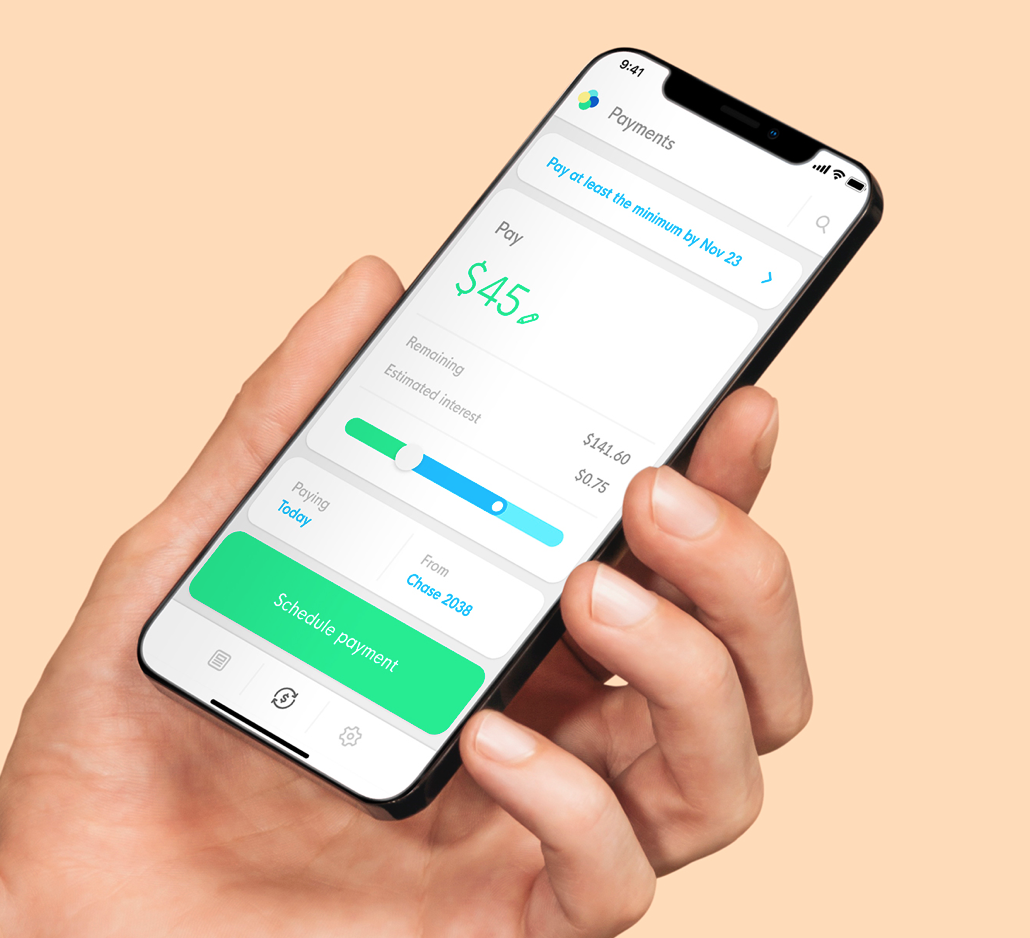 9:41
Payments
Pay at least the minimum by Nov 23
Pay
$45
Remaining
$141.60
Estimated interest
$0.75
Paying
Today
From
Chase 2038
Schedule payment